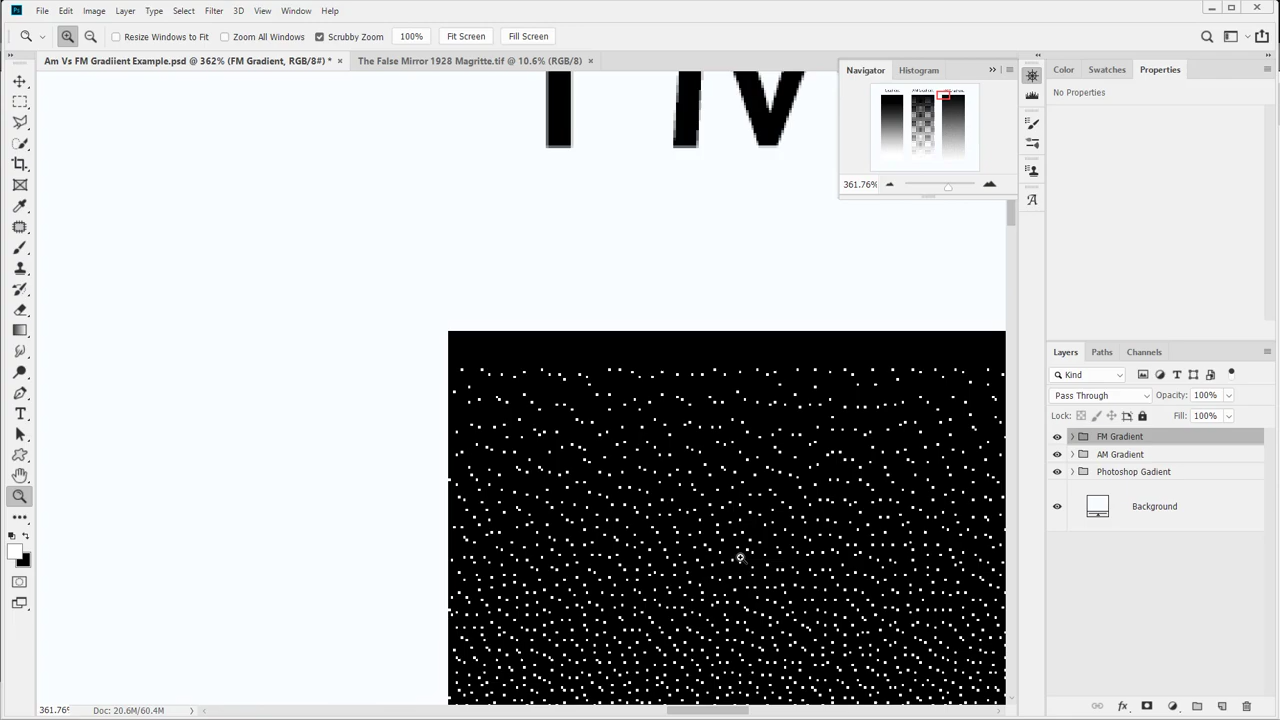 Ps File Edit Image Layer Type Select Filter 3D View Window Help
Resize Windows to Fit Zoom All Windows Scrubby Zoom 100% Fit Screen Fill Screen
Am Vs FM Gradiient Example.psd @ 362% (FM Gradient, RGB/8#) * × The False Mirror 1928 Magritte.tif @ 10.6% (RGB/8) ×
Navigator Histogram
361.76%
Color Swatches Properties
No Properties
Layers Paths Channels
Kind
Pass Through Opacity: 100%
Lock: Fill: 100%
FM Gradient
AM Gradient
Photoshop Gadient
Background
361.76% Doc: 20.6M/60.4M